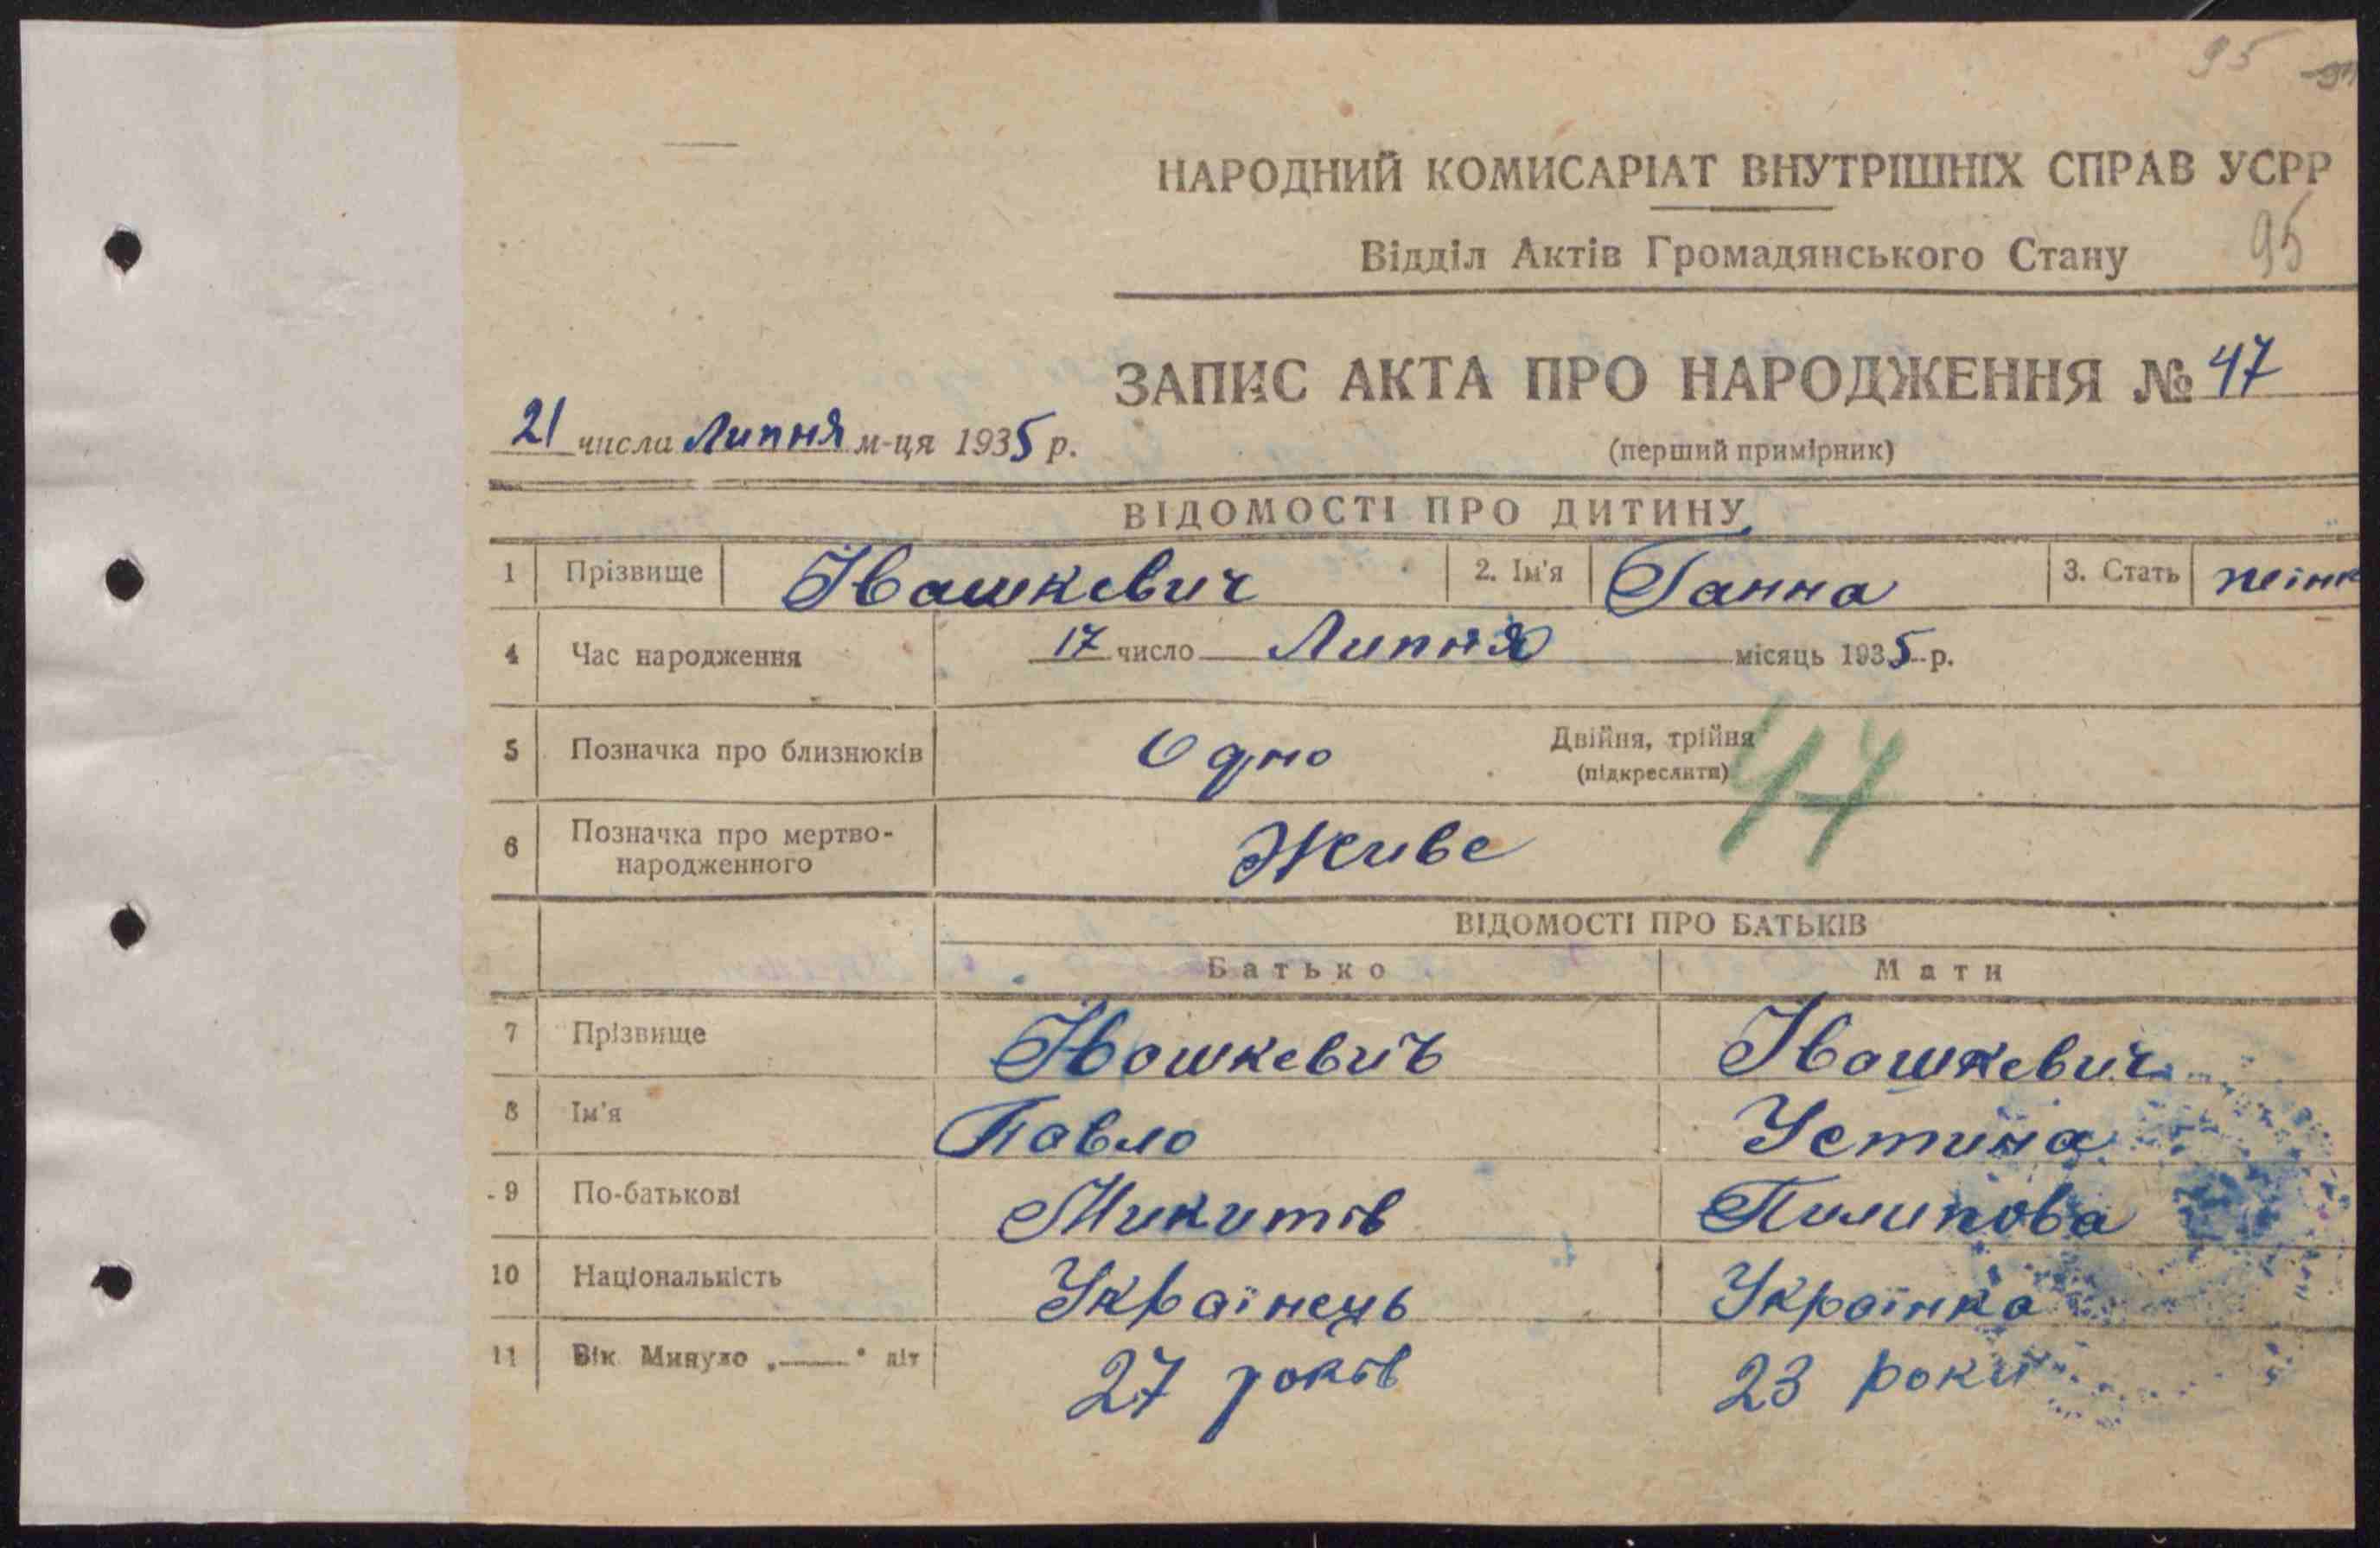 95
НАРОДНИЙ КОМИСАРІАТ ВНУТРІШНІХ СПРАВ УСРР
Відділ Актів Громадянського Стану 95
ЗАПИС АКТА ПРО НАРОДЖЕННЯ № 47
21 числа Липня м-ця 1935 р.
(перший примірник)
ВІДОМОСТІ ПРО ДИТИНУ
1 Прізвище Івашкевич 2. Ім'я Ганна 3. Стать жіноч
4 Час народження 17 число Липня місяць 1935 р.
5 Позначка про близнюків Одно Двійня, трійня
(підкреслити)
47
6 Позначка про мертво-
народженного Живе
ВІДОМОСТІ ПРО БАТЬКІВ
Батько Мати
7 Прізвище Івашкевич Івашкевич
8 Ім'я Павло Устина
9 По-батькові Микитів Пилипова
10 Національність Українець Українка
11 Вік Минуло „——“ літ 27 років 23 роки